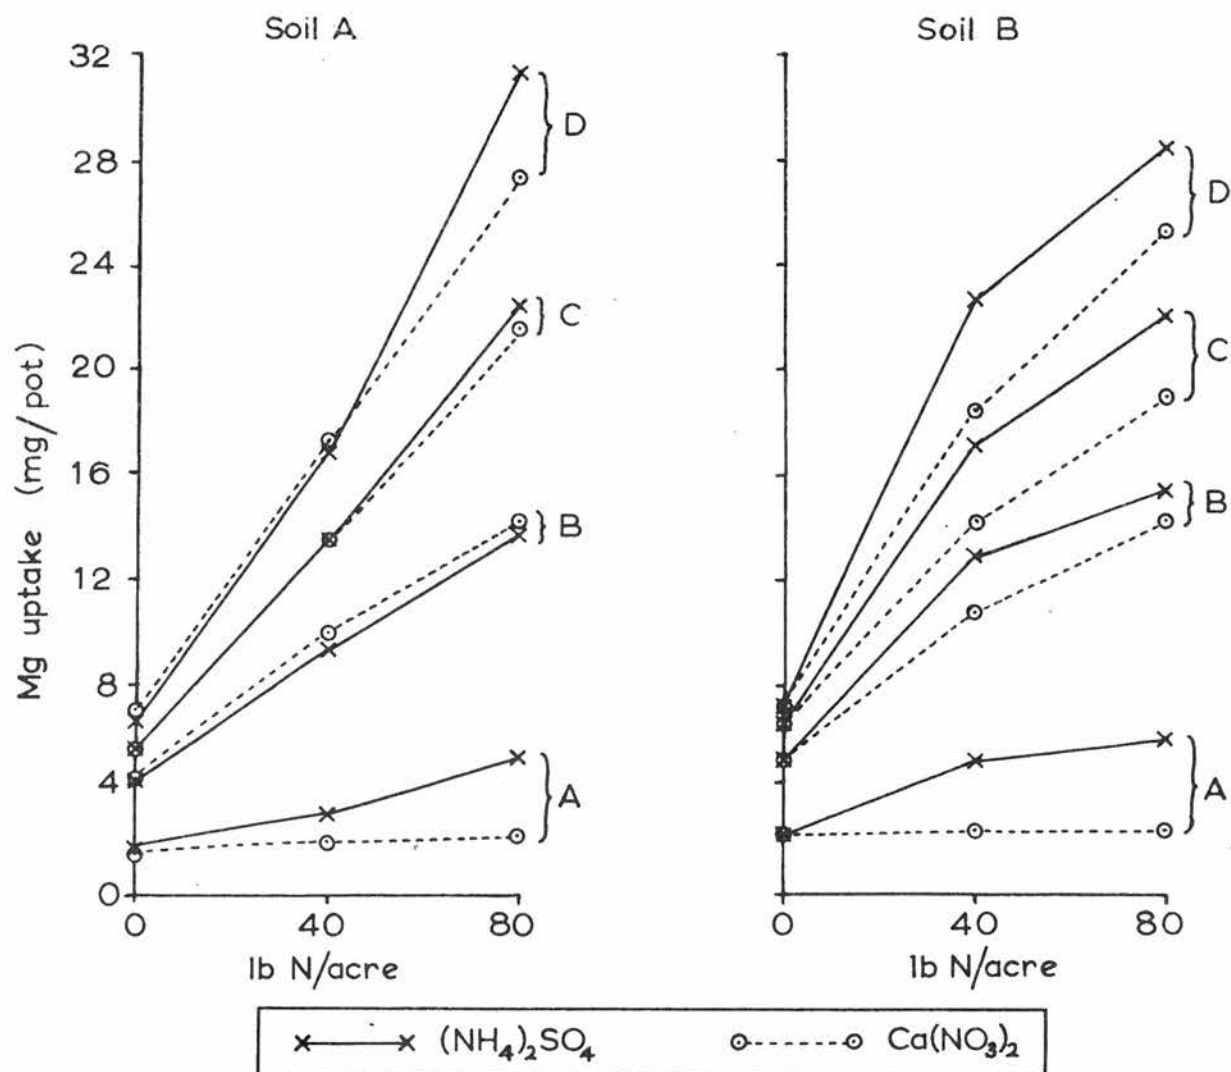 Soil A
Soil B
32
28
24
20
16
12
8
4
0
Mg uptake (mg/pot)
D
C
B
A
D
C
B
A
0 40 80
0 40 80
lb N/acre
lb N/acre
(NH₄)₂SO₄
Ca(NO₃)₂